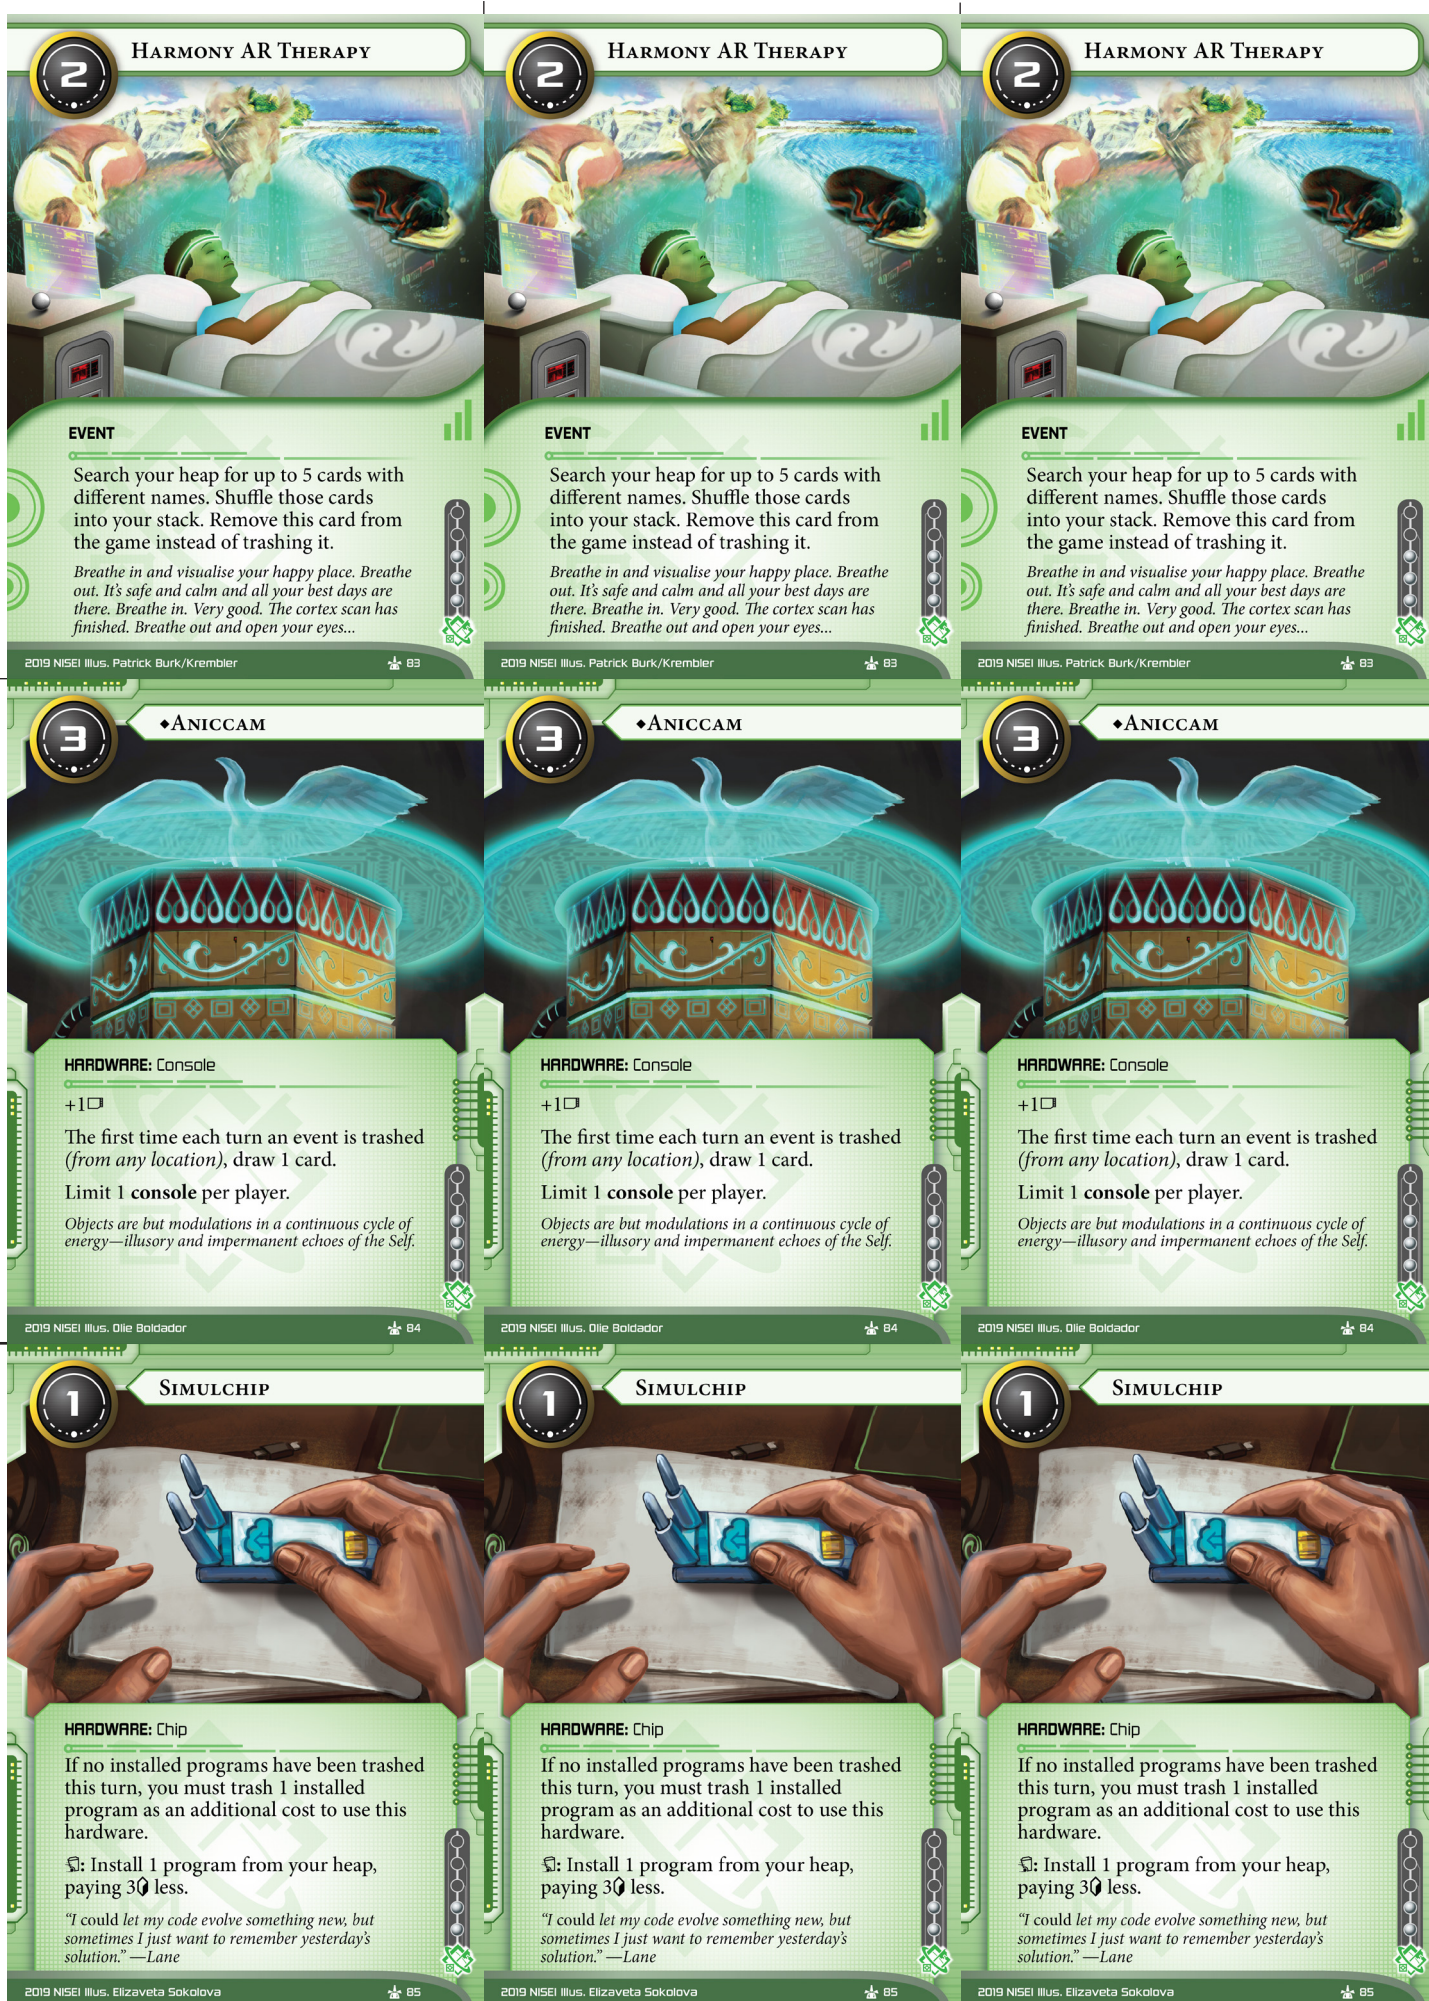 2
HARMONY AR THERAPY
EVENT
Search your heap for up to 5 cards with
different names. Shuffle those cards
into your stack. Remove this card from
the game instead of trashing it.
Breathe in and visualise your happy place. Breathe
out. It's safe and calm and all your best days are
there. Breathe in. Very good. The cortex scan has
finished. Breathe out and open your eyes...
2019 NISEI Illus. Patrick Burk/Krembler
83
2
HARMONY AR THERAPY
EVENT
Search your heap for up to 5 cards with
different names. Shuffle those cards
into your stack. Remove this card from
the game instead of trashing it.
Breathe in and visualise your happy place. Breathe
out. It's safe and calm and all your best days are
there. Breathe in. Very good. The cortex scan has
finished. Breathe out and open your eyes...
2019 NISEI Illus. Patrick Burk/Krembler
83
2
HARMONY AR THERAPY
EVENT
Search your heap for up to 5 cards with
different names. Shuffle those cards
into your stack. Remove this card from
the game instead of trashing it.
Breathe in and visualise your happy place. Breathe
out. It's safe and calm and all your best days are
there. Breathe in. Very good. The cortex scan has
finished. Breathe out and open your eyes...
2019 NISEI Illus. Patrick Burk/Krembler
83
3
◆ANICCAM
HARDWARE: Console
+1
The first time each turn an event is trashed
(from any location), draw 1 card.
Limit 1 console per player.
Objects are but modulations in a continuous cycle of
energy—illusory and impermanent echoes of the Self.
2019 NISEI Illus. Olie Boldador
84
3
◆ANICCAM
HARDWARE: Console
+1
The first time each turn an event is trashed
(from any location), draw 1 card.
Limit 1 console per player.
Objects are but modulations in a continuous cycle of
energy—illusory and impermanent echoes of the Self.
2019 NISEI Illus. Olie Boldador
84
3
◆ANICCAM
HARDWARE: Console
+1
The first time each turn an event is trashed
(from any location), draw 1 card.
Limit 1 console per player.
Objects are but modulations in a continuous cycle of
energy—illusory and impermanent echoes of the Self.
2019 NISEI Illus. Olie Boldador
84
1
SIMULCHIP
HARDWARE: Chip
If no installed programs have been trashed
this turn, you must trash 1 installed
program as an additional cost to use this
hardware.
: Install 1 program from your heap,
paying 3 less.
"I could let my code evolve something new, but
sometimes I just want to remember yesterday's
solution." —Lane
2019 NISEI Illus. Elizaveta Sokolova
85
1
SIMULCHIP
HARDWARE: Chip
If no installed programs have been trashed
this turn, you must trash 1 installed
program as an additional cost to use this
hardware.
: Install 1 program from your heap,
paying 3 less.
"I could let my code evolve something new, but
sometimes I just want to remember yesterday's
solution." —Lane
2019 NISEI Illus. Elizaveta Sokolova
85
1
SIMULCHIP
HARDWARE: Chip
If no installed programs have been trashed
this turn, you must trash 1 installed
program as an additional cost to use this
hardware.
: Install 1 program from your heap,
paying 3 less.
"I could let my code evolve something new, but
sometimes I just want to remember yesterday's
solution." —Lane
2019 NISEI Illus. Elizaveta Sokolova
85